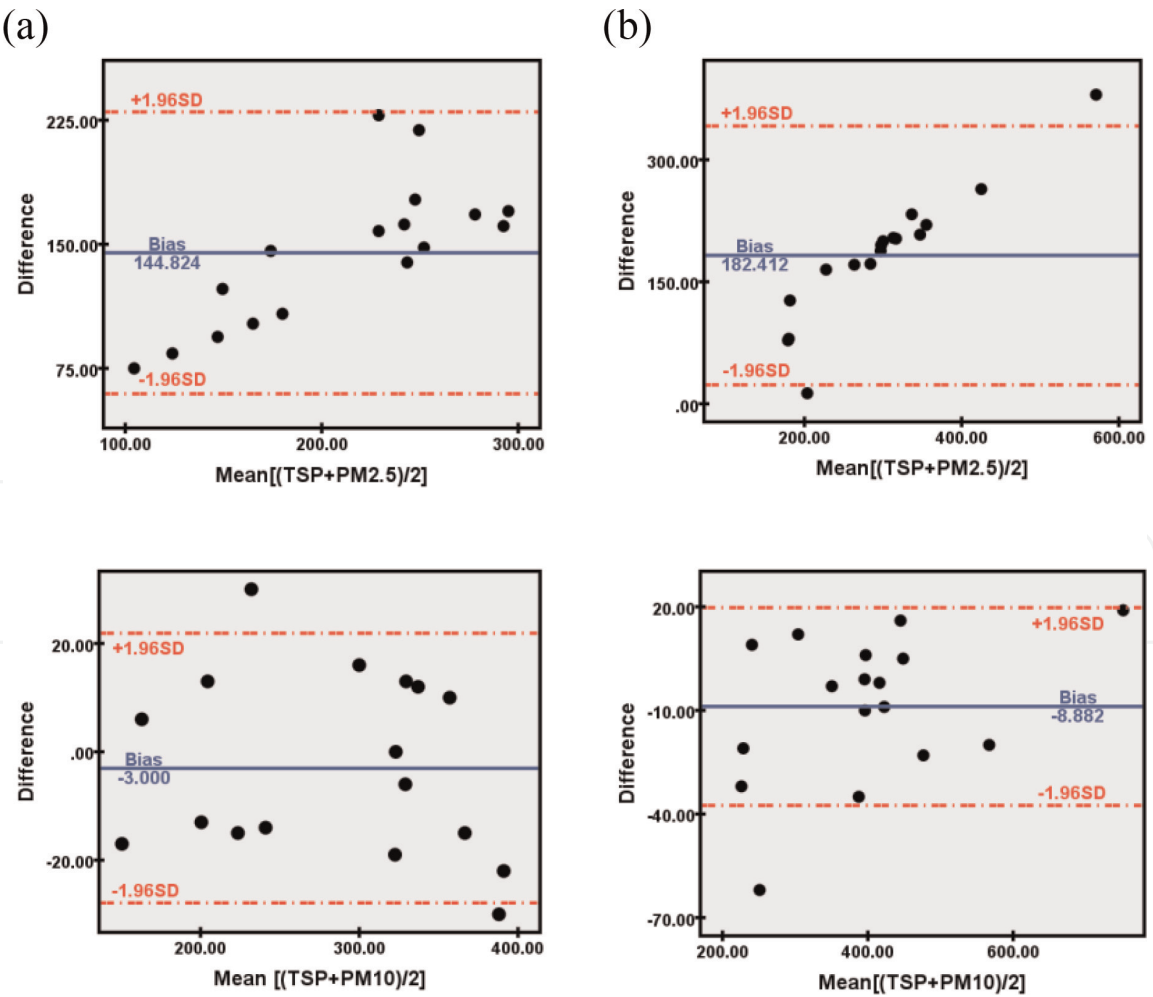 (a)
+1.96SD
225.00
150.00
Bias
144.824
75.00
-1.96SD
Difference
100.00 200.00 300.00
Mean[(TSP+PM2.5)/2]
(b)
+1.96SD
300.00
Bias
182.412
150.00
-1.96SD
.00
Difference
200.00 400.00 600.00
Mean[(TSP+PM2.5)/2]
20.00
+1.96SD
.00
Bias
-3.000
-20.00
-1.96SD
Difference
200.00 300.00 400.00
Mean [(TSP+PM10)/2]
20.00
+1.96SD
-10.00
Bias
-8.882
-1.96SD
-40.00
-70.00
Difference
200.00 400.00 600.00
Mean[(TSP+PM10)/2]